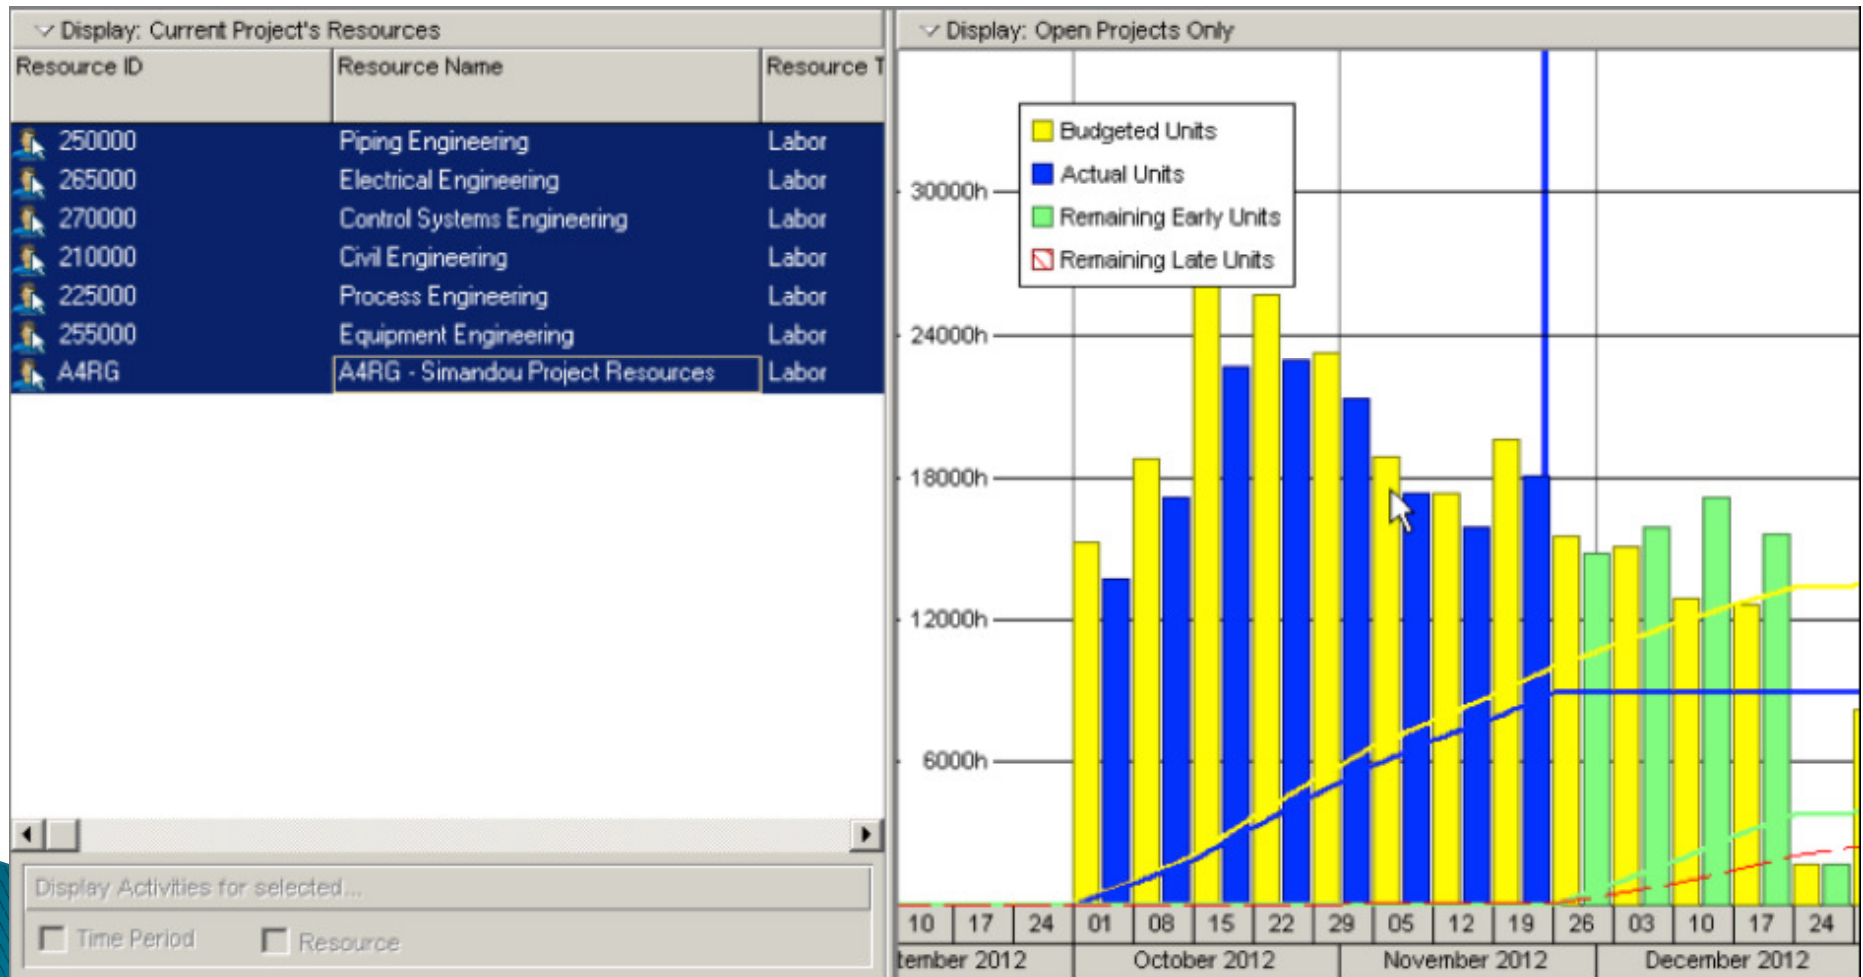 Display: Current Project's Resources
Resource ID Resource Name Resource T
250000 Piping Engineering Labor
265000 Electrical Engineering Labor
270000 Control Systems Engineering Labor
210000 Civil Engineering Labor
225000 Process Engineering Labor
255000 Equipment Engineering Labor
A4RG A4RG - Simandou Project Resources Labor
Display Activities for selected...
Time Period Resource
Display: Open Projects Only
Budgeted Units
Actual Units
Remaining Early Units
Remaining Late Units
30000h
24000h
18000h
12000h
6000h
10 17 24 01 08 15 22 29 05 12 19 26 03 10 17 24
tember 2012 October 2012 November 2012 December 2012